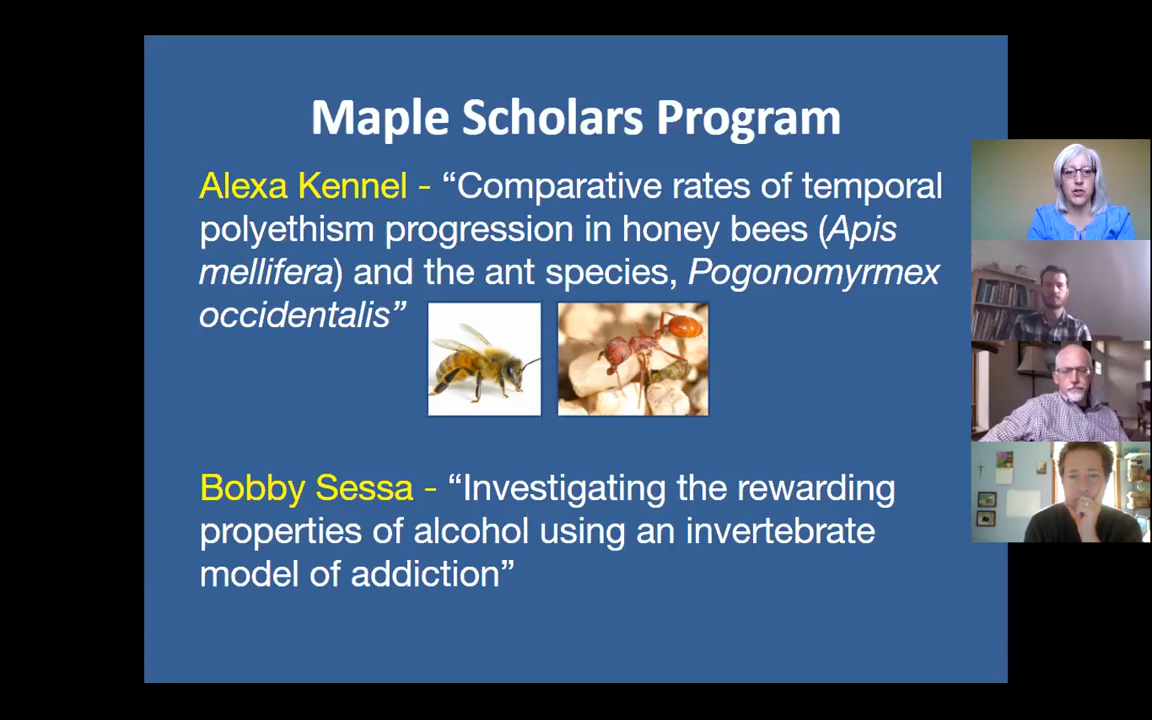 Maple Scholars Program
Alexa Kennel - “Comparative rates of temporal
polyethism progression in honey bees (Apis
mellifera) and the ant species, Pogonomyrmex
occidentalis”
Bobby Sessa - “Investigating the rewarding
properties of alcohol using an invertebrate
model of addiction”